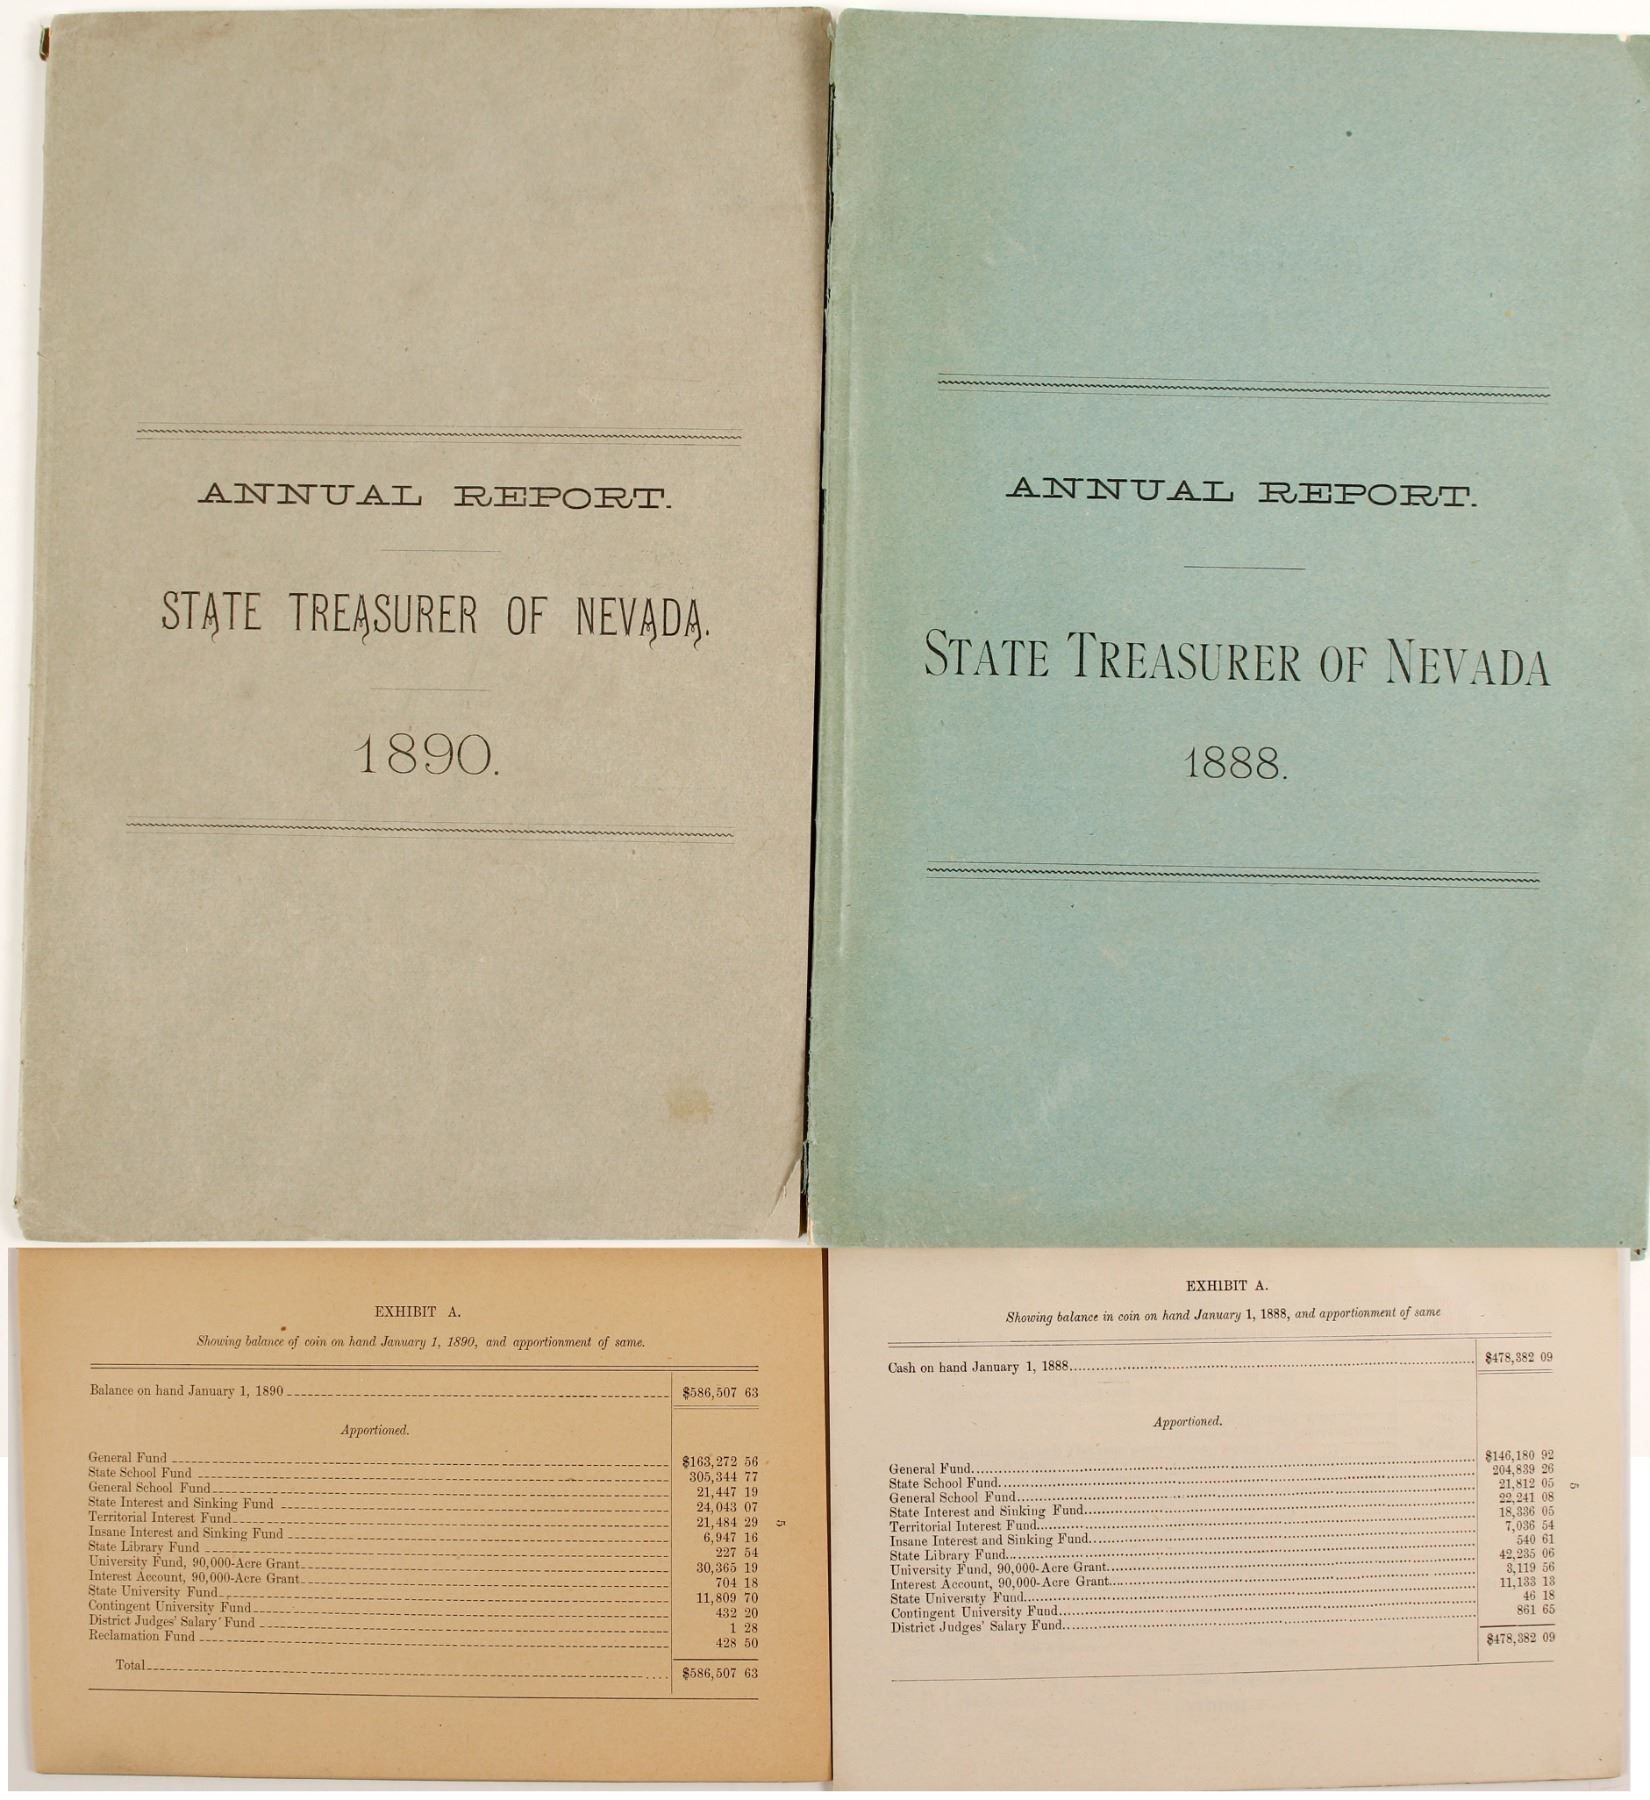 ANNUAL REPORT.
STATE TREASURER OF NEVADA.
1890.
ANNUAL REPORT.
STATE TREASURER OF NEVADA
1888.
EXHIBIT A.
Showing balance of coin on hand January 1, 1890, and apportionment of same.
Balance on hand January 1, 1890 $586,507 63
Apportioned.
General Fund $163,272 56
State School Fund 305,344 77
General School Fund 21,447 19
State Interest and Sinking Fund 24,043 07
Territorial Interest Fund 21,484 29
Insane Interest and Sinking Fund 6,947 16
State Library Fund 227 54
University Fund, 90,000-Acre Grant 30,365 19
Interest Account, 90,000-Acre Grant 704 18
State University Fund 11,809 70
Contingent University Fund 432 20
District Judges' Salary Fund 1 28
Reclamation Fund 428 50
Total $586,507 63
5
EXHIBIT A.
Showing balance in coin on hand January 1, 1888, and apportionment of same
Cash on hand January 1, 1888 $478,382 09
Apportioned.
General Fund $146,180 92
State School Fund 204,839 26
General School Fund 21,812 05
State Interest and Sinking Fund 22,241 08
Territorial Interest Fund 18,336 05
Insane Interest and Sinking Fund 7,036 54
State Library Fund 540 61
University Fund, 90,000-Acre Grant 42,235 06
Interest Account, 90,000-Acre Grant 3,119 56
State University Fund 11,133 13
Contingent University Fund 46 18
District Judges' Salary Fund 861 65
$478,382 09
5